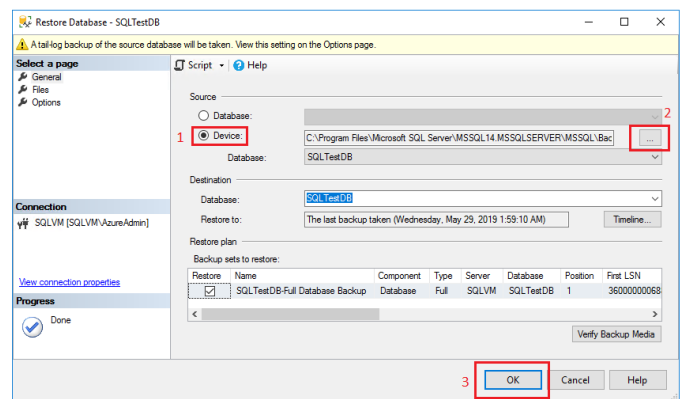 Restore Database - SQLTestDB
A tail-log backup of the source database will be taken. View this setting on the Options page.
Select a page
General
Files
Options
Script
Help
Source
Database:
1
Device:
C:\Program Files\Microsoft SQL Server\MSSQL14.MSSQLSERVER\MSSQL\Bac
...
2
Database:
SQLTestDB
Destination
Database:
SQLTestDB
Restore to:
The last backup taken (Wednesday, May 29, 2019 1:59:10 AM)
Timeline...
Restore plan
Backup sets to restore:
Restore Name Component Type Server Database Position First LSN
SQLTestDB-Full Database Backup Database Full SQLVM SQLTestDB 1 36000000068
Verify Backup Media
Connection
SQLVM [SQLVM\AzureAdmin]
View connection properties
Progress
Done
3
OK
Cancel
Help